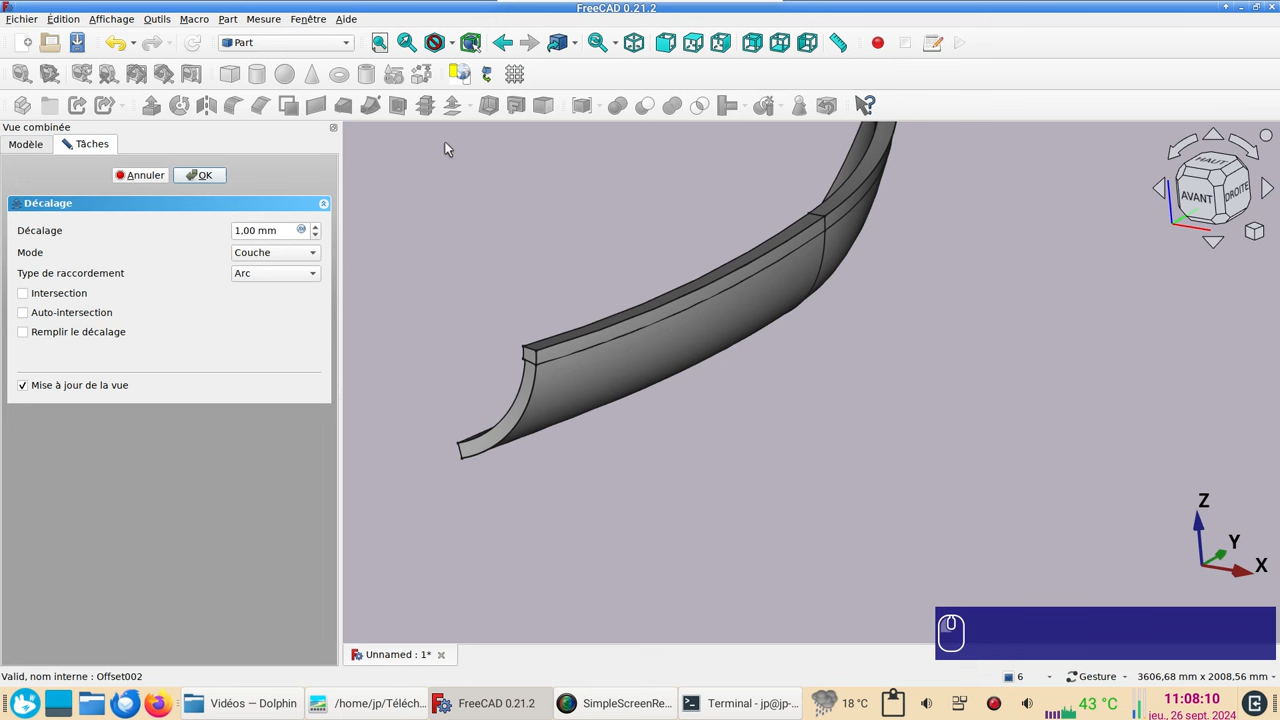 FreeCAD 0.21.2
Fichier Édition Affichage Outils Macro Part Mesure Fenêtre Aide
Part
Vue combinée
Modèle Tâches
Annuler OK
Décalage
Décalage 1,00 mm
Mode Couche
Type de raccordement Arc
Intersection
Auto-intersection
Remplir le décalage
Mise à jour de la vue
HAUT
AVANT DROITE
Z
Y
X
Unnamed : 1*
Valid, nom interne : Offset002 6 Gesture 3606,68 mm x 2008,56 mm
Vidéos — Dolphin /home/jp/Téléch... FreeCAD 0.21.2 SimpleScreenRe... Terminal - jp@jp-... 18 °C 43 °C 11:08:10
jeu., 26 sept. 2024